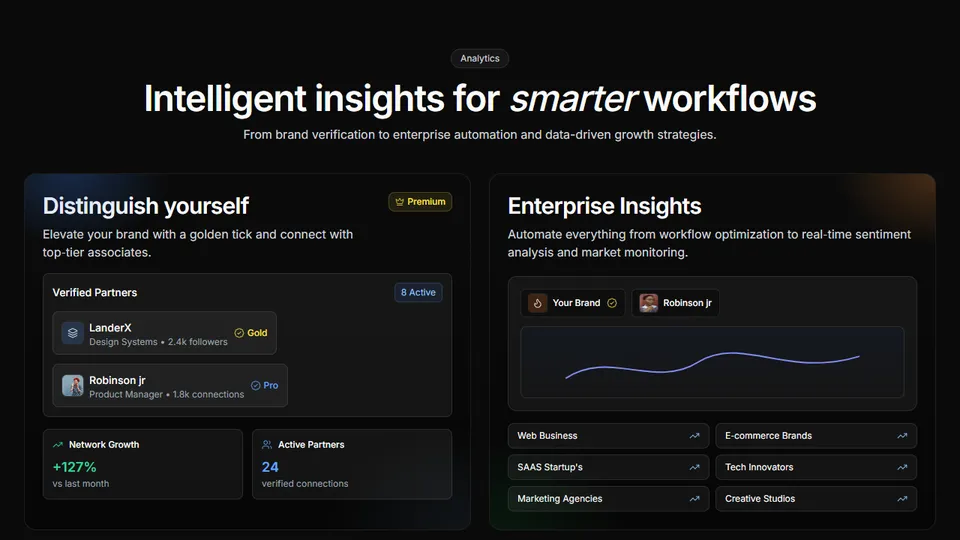 Analytics
Intelligent insights for smarter workflows
From brand verification to enterprise automation and data-driven growth strategies.
Distinguish yourself
Premium
Elevate your brand with a golden tick and connect with
top-tier associates.
Verified Partners
8 Active
LanderX
Design Systems • 2.4k followers
Gold
Robinson jr
Product Manager • 1.8k connections
Pro
Network Growth
+127%
vs last month
Active Partners
24
verified connections
Enterprise Insights
Automate everything from workflow optimization to real-time sentiment
analysis and market monitoring.
Your Brand
Robinson jr
Web Business
E-commerce Brands
SAAS Startup's
Tech Innovators
Marketing Agencies
Creative Studios